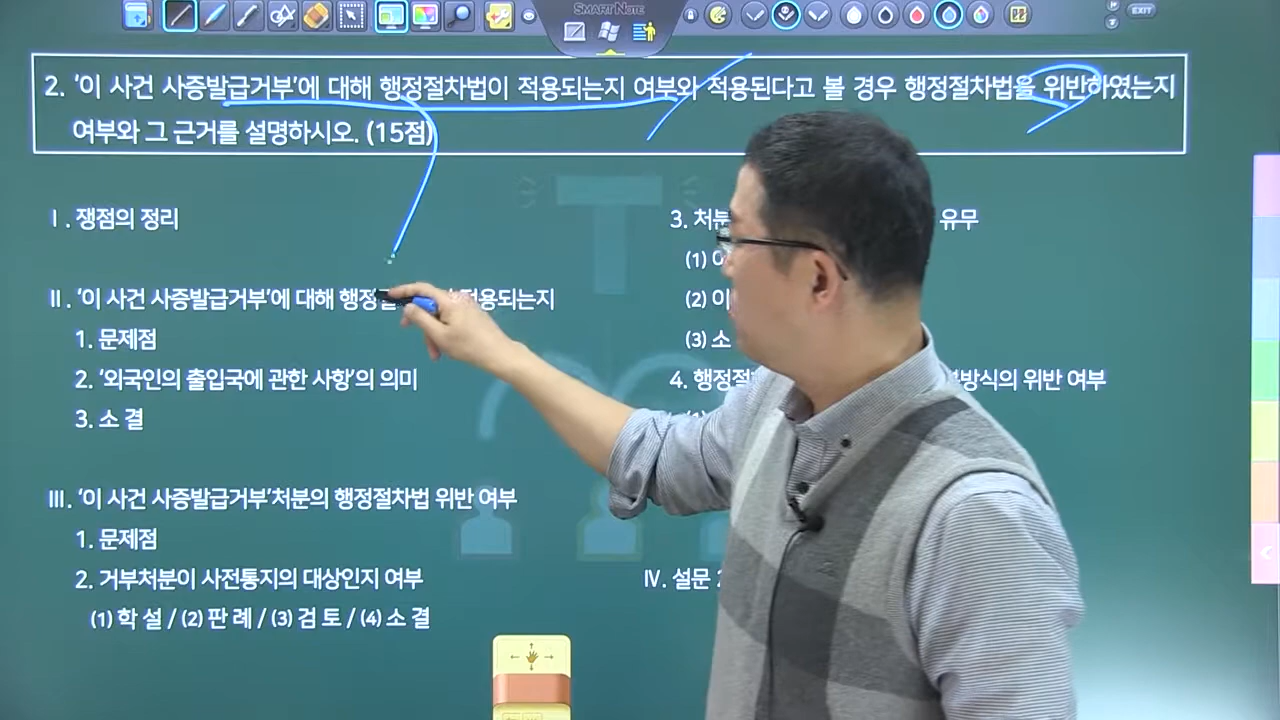 SMART NOTE
EXIT
2. '이 사건 사증발급거부'에 대해 행정절차법이 적용되는지 여부와 적용된다고 볼 경우 행정절차법을 위반하였는지
여부와 그 근거를 설명하시오. (15점)
Ⅰ. 쟁점의 정리
Ⅱ. '이 사건 사증발급거부'에 대해 행정 적용되는지
1. 문제점
2. '외국인의 출입국에 관한 사항'의 의미
3. 소 결
Ⅲ. '이 사건 사증발급거부'처분의 행정절차법 위반 여부
1. 문제점
2. 거부처분이 사전통지의 대상인지 여부
(1) 학 설 / (2) 판 례 / (3) 검 토 / (4) 소 결
3. 처분 유무
(1) 이
(2) 이
(3) 소
4. 행정절 방식의 위반 여부
(1)
Ⅳ. 설문 2